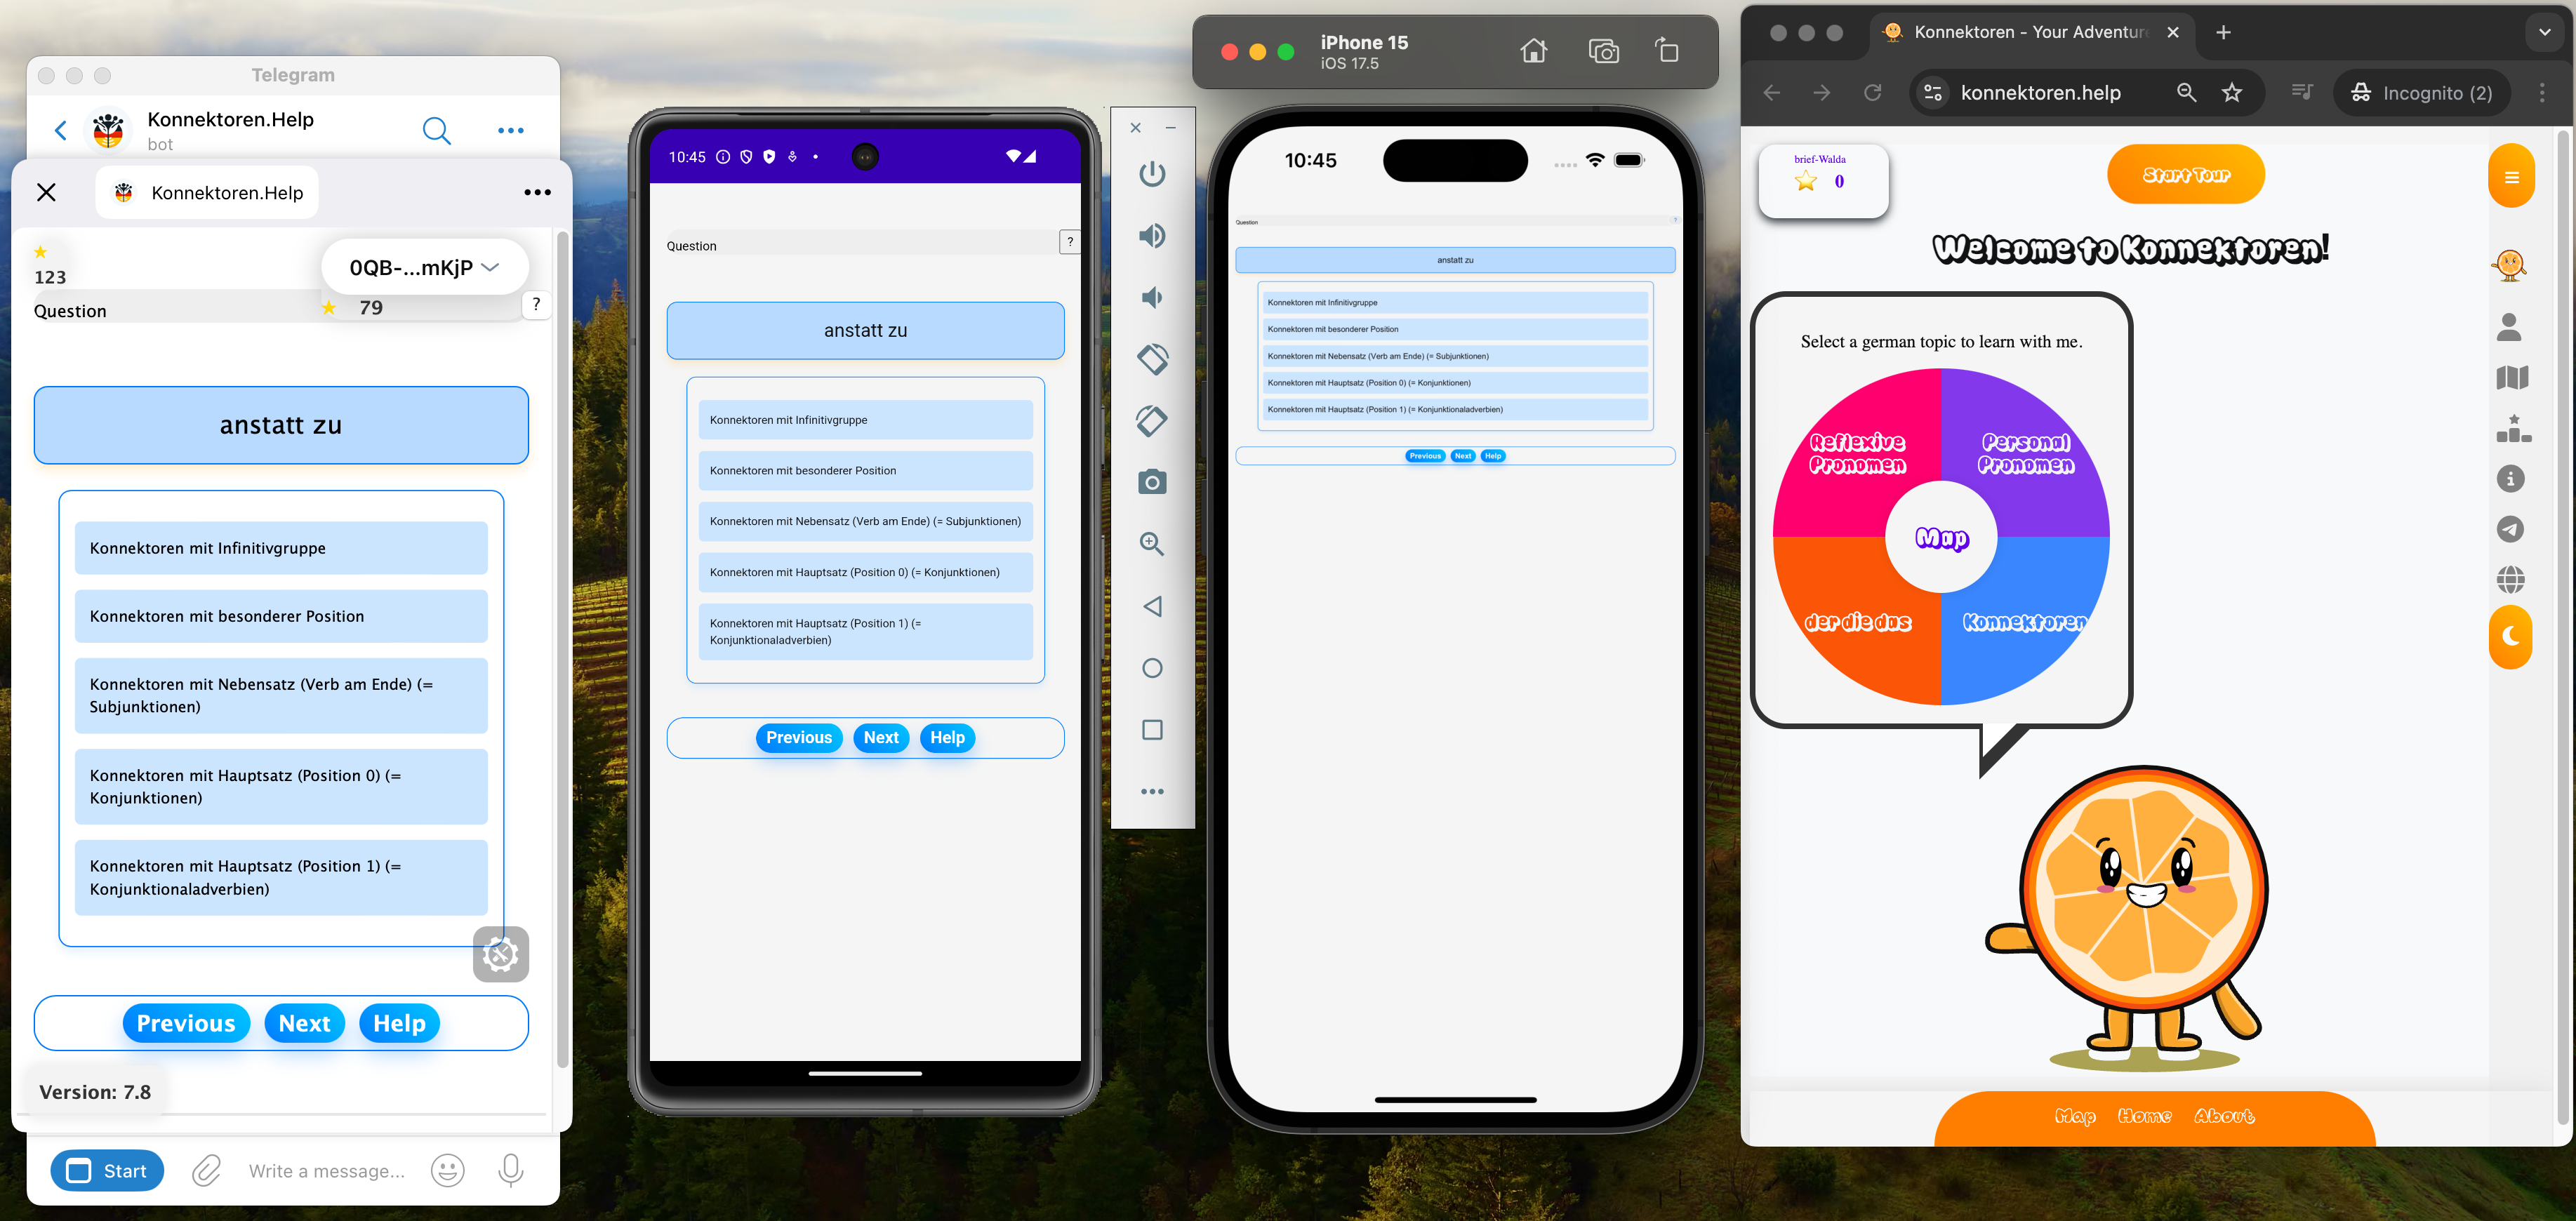 Telegram
Konnektoren.Help
bot
Konnektoren.Help
123
0QB-...mKjP
79
Question
?
anstatt zu
Konnektoren mit Infinitivgruppe
Konnektoren mit besonderer Position
Konnektoren mit Nebensatz (Verb am Ende) (=
Subjunktionen)
Konnektoren mit Hauptsatz (Position 0) (=
Konjunktionen)
Konnektoren mit Hauptsatz (Position 1) (=
Konjunktionaladverbien)
Previous Next Help
Version: 7.8
Start
Write a message...
10:45
Question
?
anstatt zu
Konnektoren mit Infinitivgruppe
Konnektoren mit besonderer Position
Konnektoren mit Nebensatz (Verb am Ende) (= Subjunktionen)
Konnektoren mit Hauptsatz (Position 0) (= Konjunktionen)
Konnektoren mit Hauptsatz (Position 1) (=
Konjunktionaladverbien)
Previous Next Help
iPhone 15
iOS 17.5
10:45
Question
?
anstatt zu
Konnektoren mit Infinitivgruppe
Konnektoren mit besonderer Position
Konnektoren mit Nebensatz (Verb am Ende) (= Subjunktionen)
Konnektoren mit Hauptsatz (Position 0) (= Konjunktionen)
Konnektoren mit Hauptsatz (Position 1) (= Konjunktionaladverbien)
Previous Next Help
Konnektoren - Your Adventure
konnektoren.help
Incognito (2)
brief-Walda
0
Start Tour
Welcome to Konnektoren!
Select a german topic to learn with me.
Reflexive
Pronomen
Personal
Pronomen
Map
der die das
Konnektoren
Map Home About